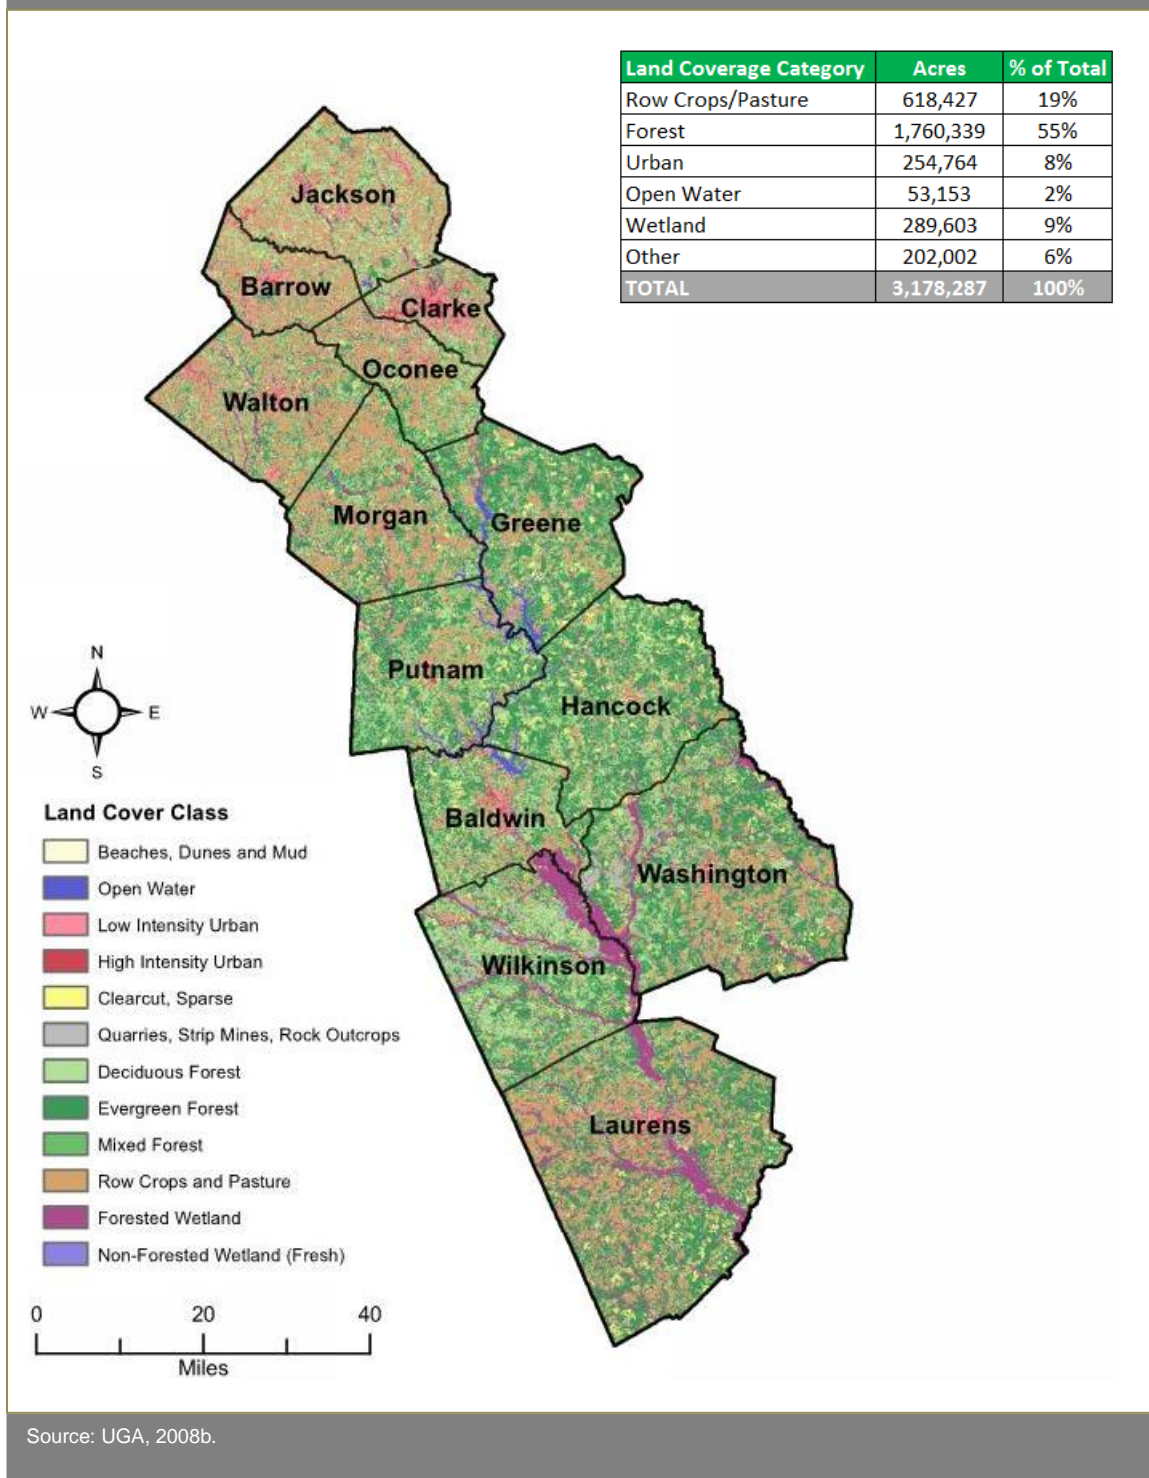 Land Coverage Category Acres % of Total
Row Crops/Pasture 618,427 19%
Forest 1,760,339 55%
Urban 254,764 8%
Open Water 53,153 2%
Wetland 289,603 9%
Other 202,002 6%
TOTAL 3,178,287 100%
Jackson
Barrow
Clarke
Oconee
Walton
Morgan
Greene
Putnam
Hancock
Baldwin
Washington
Wilkinson
Laurens
N
W E
S
Land Cover Class
Beaches, Dunes and Mud
Open Water
Low Intensity Urban
High Intensity Urban
Clearcut, Sparse
Quarries, Strip Mines, Rock Outcrops
Deciduous Forest
Evergreen Forest
Mixed Forest
Row Crops and Pasture
Forested Wetland
Non-Forested Wetland (Fresh)
0 20 40
Miles
Source: UGA, 2008b.